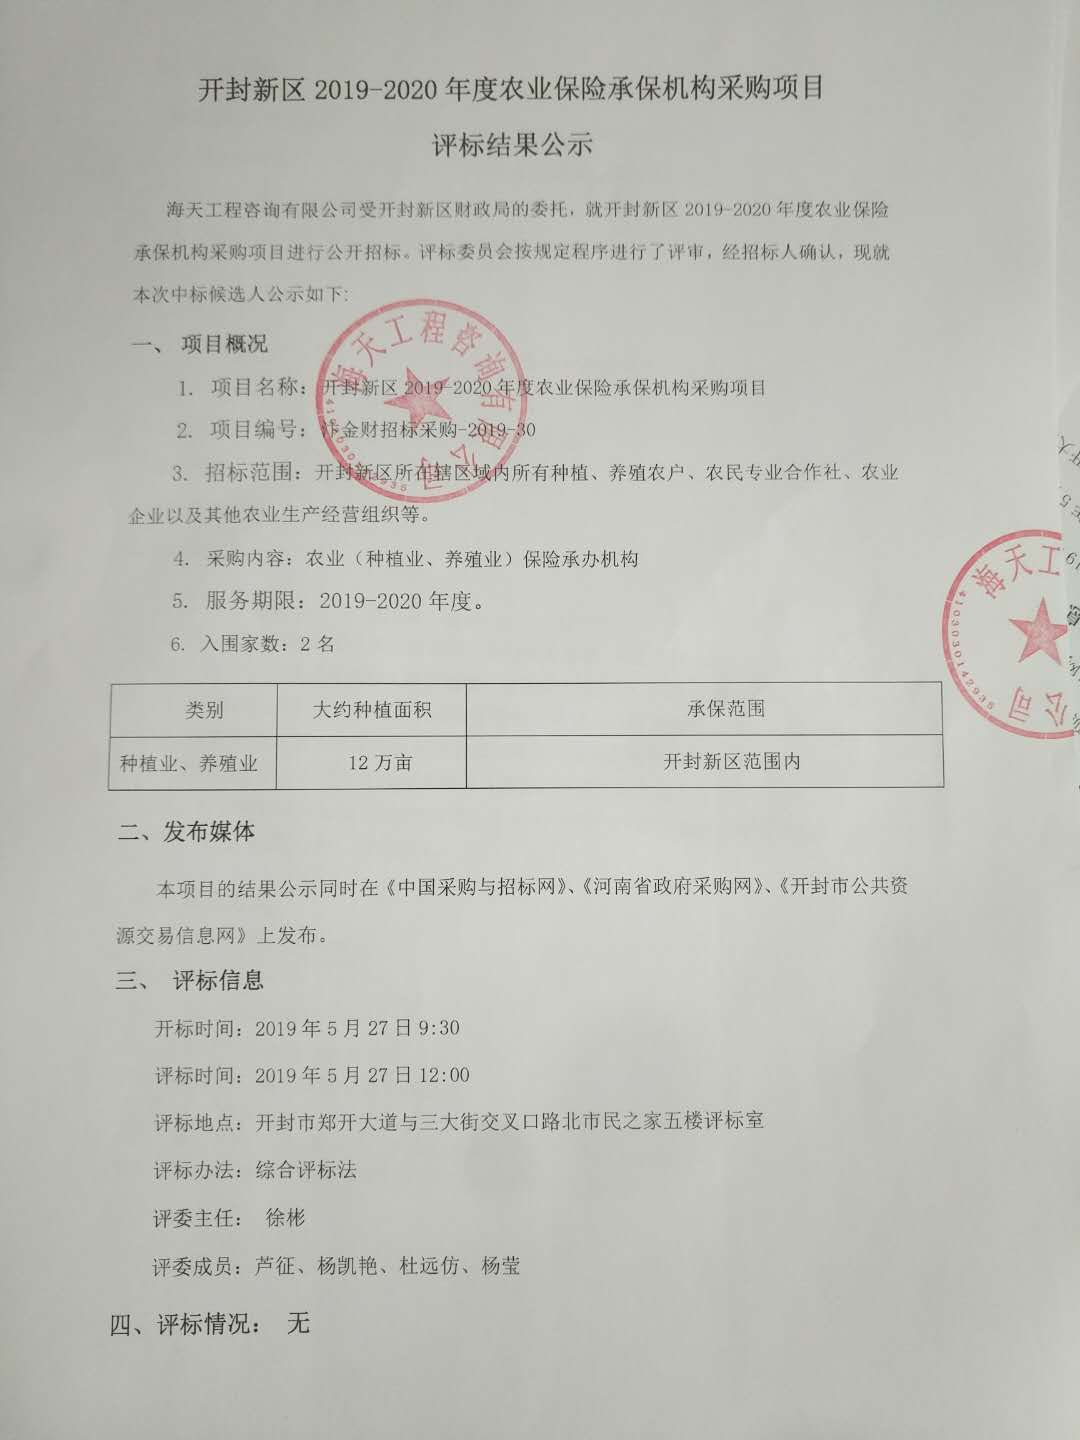 开封新区 2019-2020 年度农业保险承保机构采购项目
评标结果公示
海天工程咨询有限公司受开封新区财政局的委托，就开封新区 2019-2020 年度农业保险
承保机构采购项目进行公开招标。评标委员会按规定程序进行了评审，经招标人确认，现就
本次中标候选人公示如下:
一、 项目概况
1. 项目名称：开封新区 2019-2020 年度农业保险承保机构采购项目
2. 项目编号：汴金财招标采购-2019-30
3. 招标范围：开封新区所在辖区域内所有种植、养殖农户、农民专业合作社、农业
企业以及其他农业生产经营组织等。
4. 采购内容：农业（种植业、养殖业）保险承办机构
5. 服务期限：2019-2020 年度。
6. 入围家数：2 名
类别 大约种植面积 承保范围
种植业、养殖业 12 万亩 开封新区范围内
二、发布媒体
本项目的结果公示同时在《中国采购与招标网》、《河南省政府采购网》、《开封市公共资
源交易信息网》上发布。
三、 评标信息
开标时间：2019 年 5 月 27 日 9:30
评标时间：2019 年 5 月 27 日 12:00
评标地点：开封市郑开大道与三大街交叉口路北市民之家五楼评标室
评标办法：综合评标法
评委主任： 徐彬
评委成员：芦征、杨凯艳、杜远仿、杨莹
四、评标情况： 无
海天工程咨询有限公司
海天工
公司
4103030142936